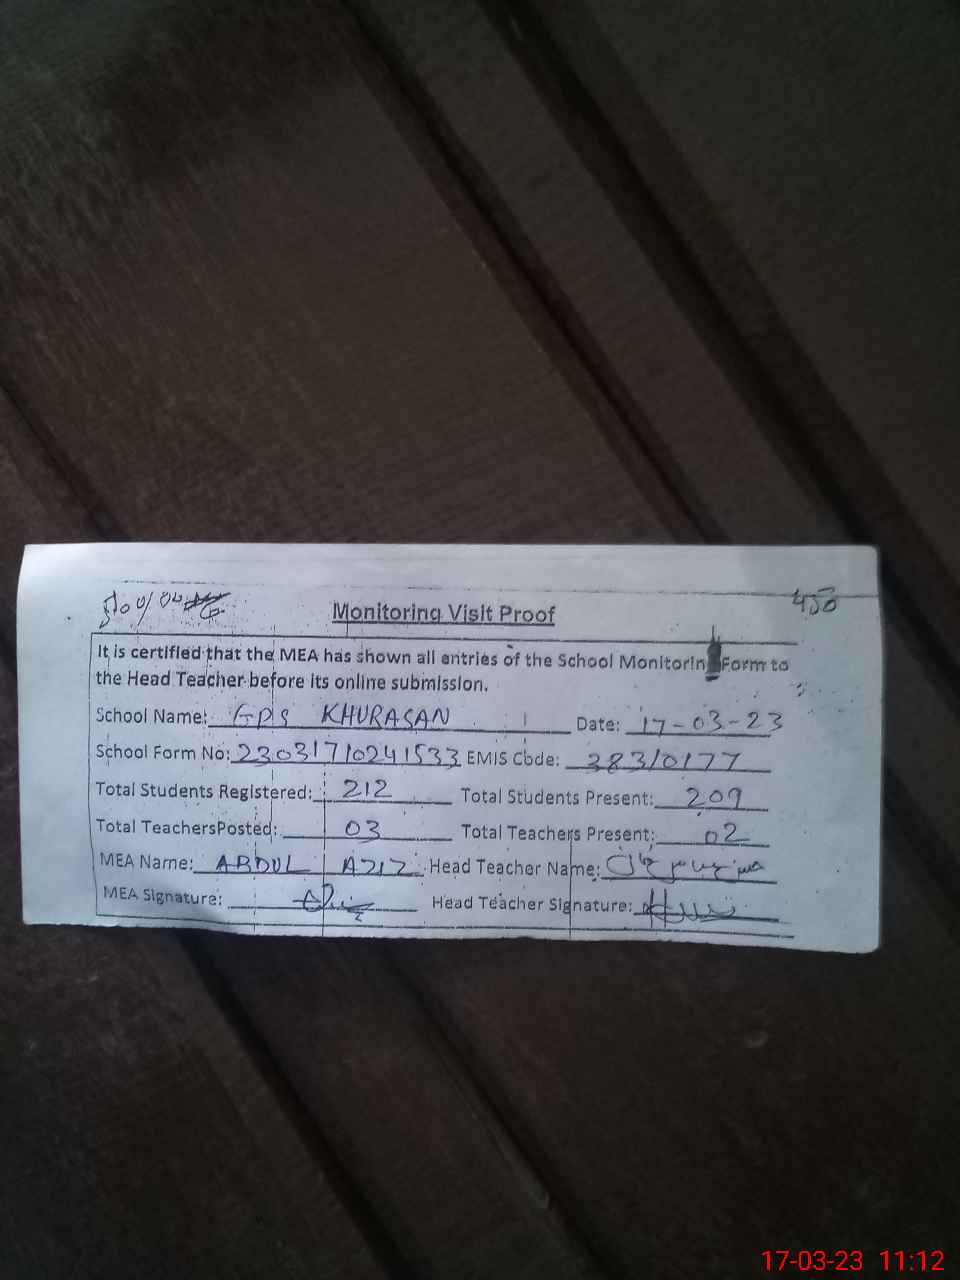 450
Monitoring Visit Proof
It is certified that the MEA has shown all entries of the School Monitoring Form to
the Head Teacher before its online submission.
School Name: GPS KHURASAN Date: 17-03-23
School Form No: 23031710241533 EMIS Code: 38310177
Total Students Registered: 212 Total Students Present: 209
Total TeachersPosted: 03 Total Teachers Present: 02
MEA Name: ABDUL AZIZ Head Teacher Name:
MEA Signature: Head Teacher Signature:
17-03-23 11:12